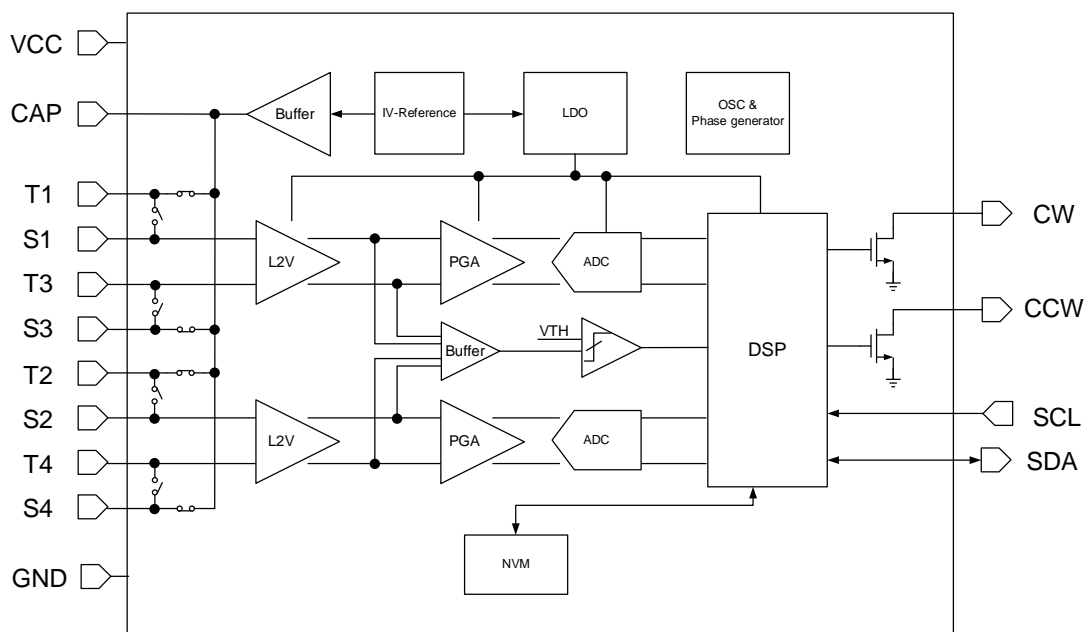 VCC
CAP
T1
S1
T3
S3
T2
S2
T4
S4
GND
Buffer
IV-Reference
LDO
OSC &
Phase generator
L2V
PGA
ADC
Buffer
VTH
DSP
L2V
PGA
ADC
NVM
CW
CCW
SCL
SDA